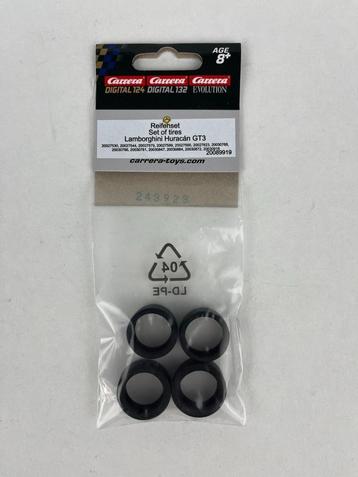 AGE
8+
Carrera Carrera Carrera
DIGITAL 124 DIGITAL 132 EVOLUTION
Reifenset
Set of tires
Lamborghini Huracán GT3
20089919
carrera-toys.com
243923
04
LD-PE